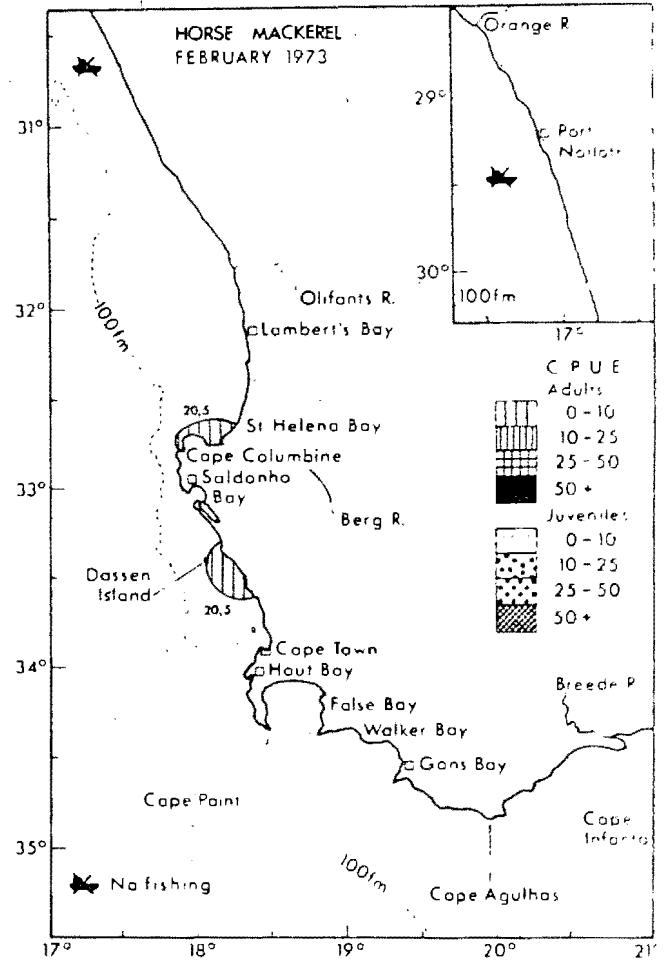 HORSE MACKEREL
FEBRUARY 1973
Orange R.
29°
Port
Nolloth
30°
100fm
17°
31°
32°
33°
34°
35°
100fm
Olifants R.
Lambert's Bay
20,5
St Helena Bay
Cape Columbine
Saldanha
Bay
Berg R.
Dassen
Island
20,5
Cape Town
Hout Bay
False Bay
Walker Bay
Gans Bay
Breede R.
Cape Point
Cape
Infanta
100fm
Cape Agulhas
No fishing
C P U E
Adults
0-10
10-25
25-50
50+
Juveniles
0-10
10-25
25-50
50+
17°
18°
19°
20°
21°